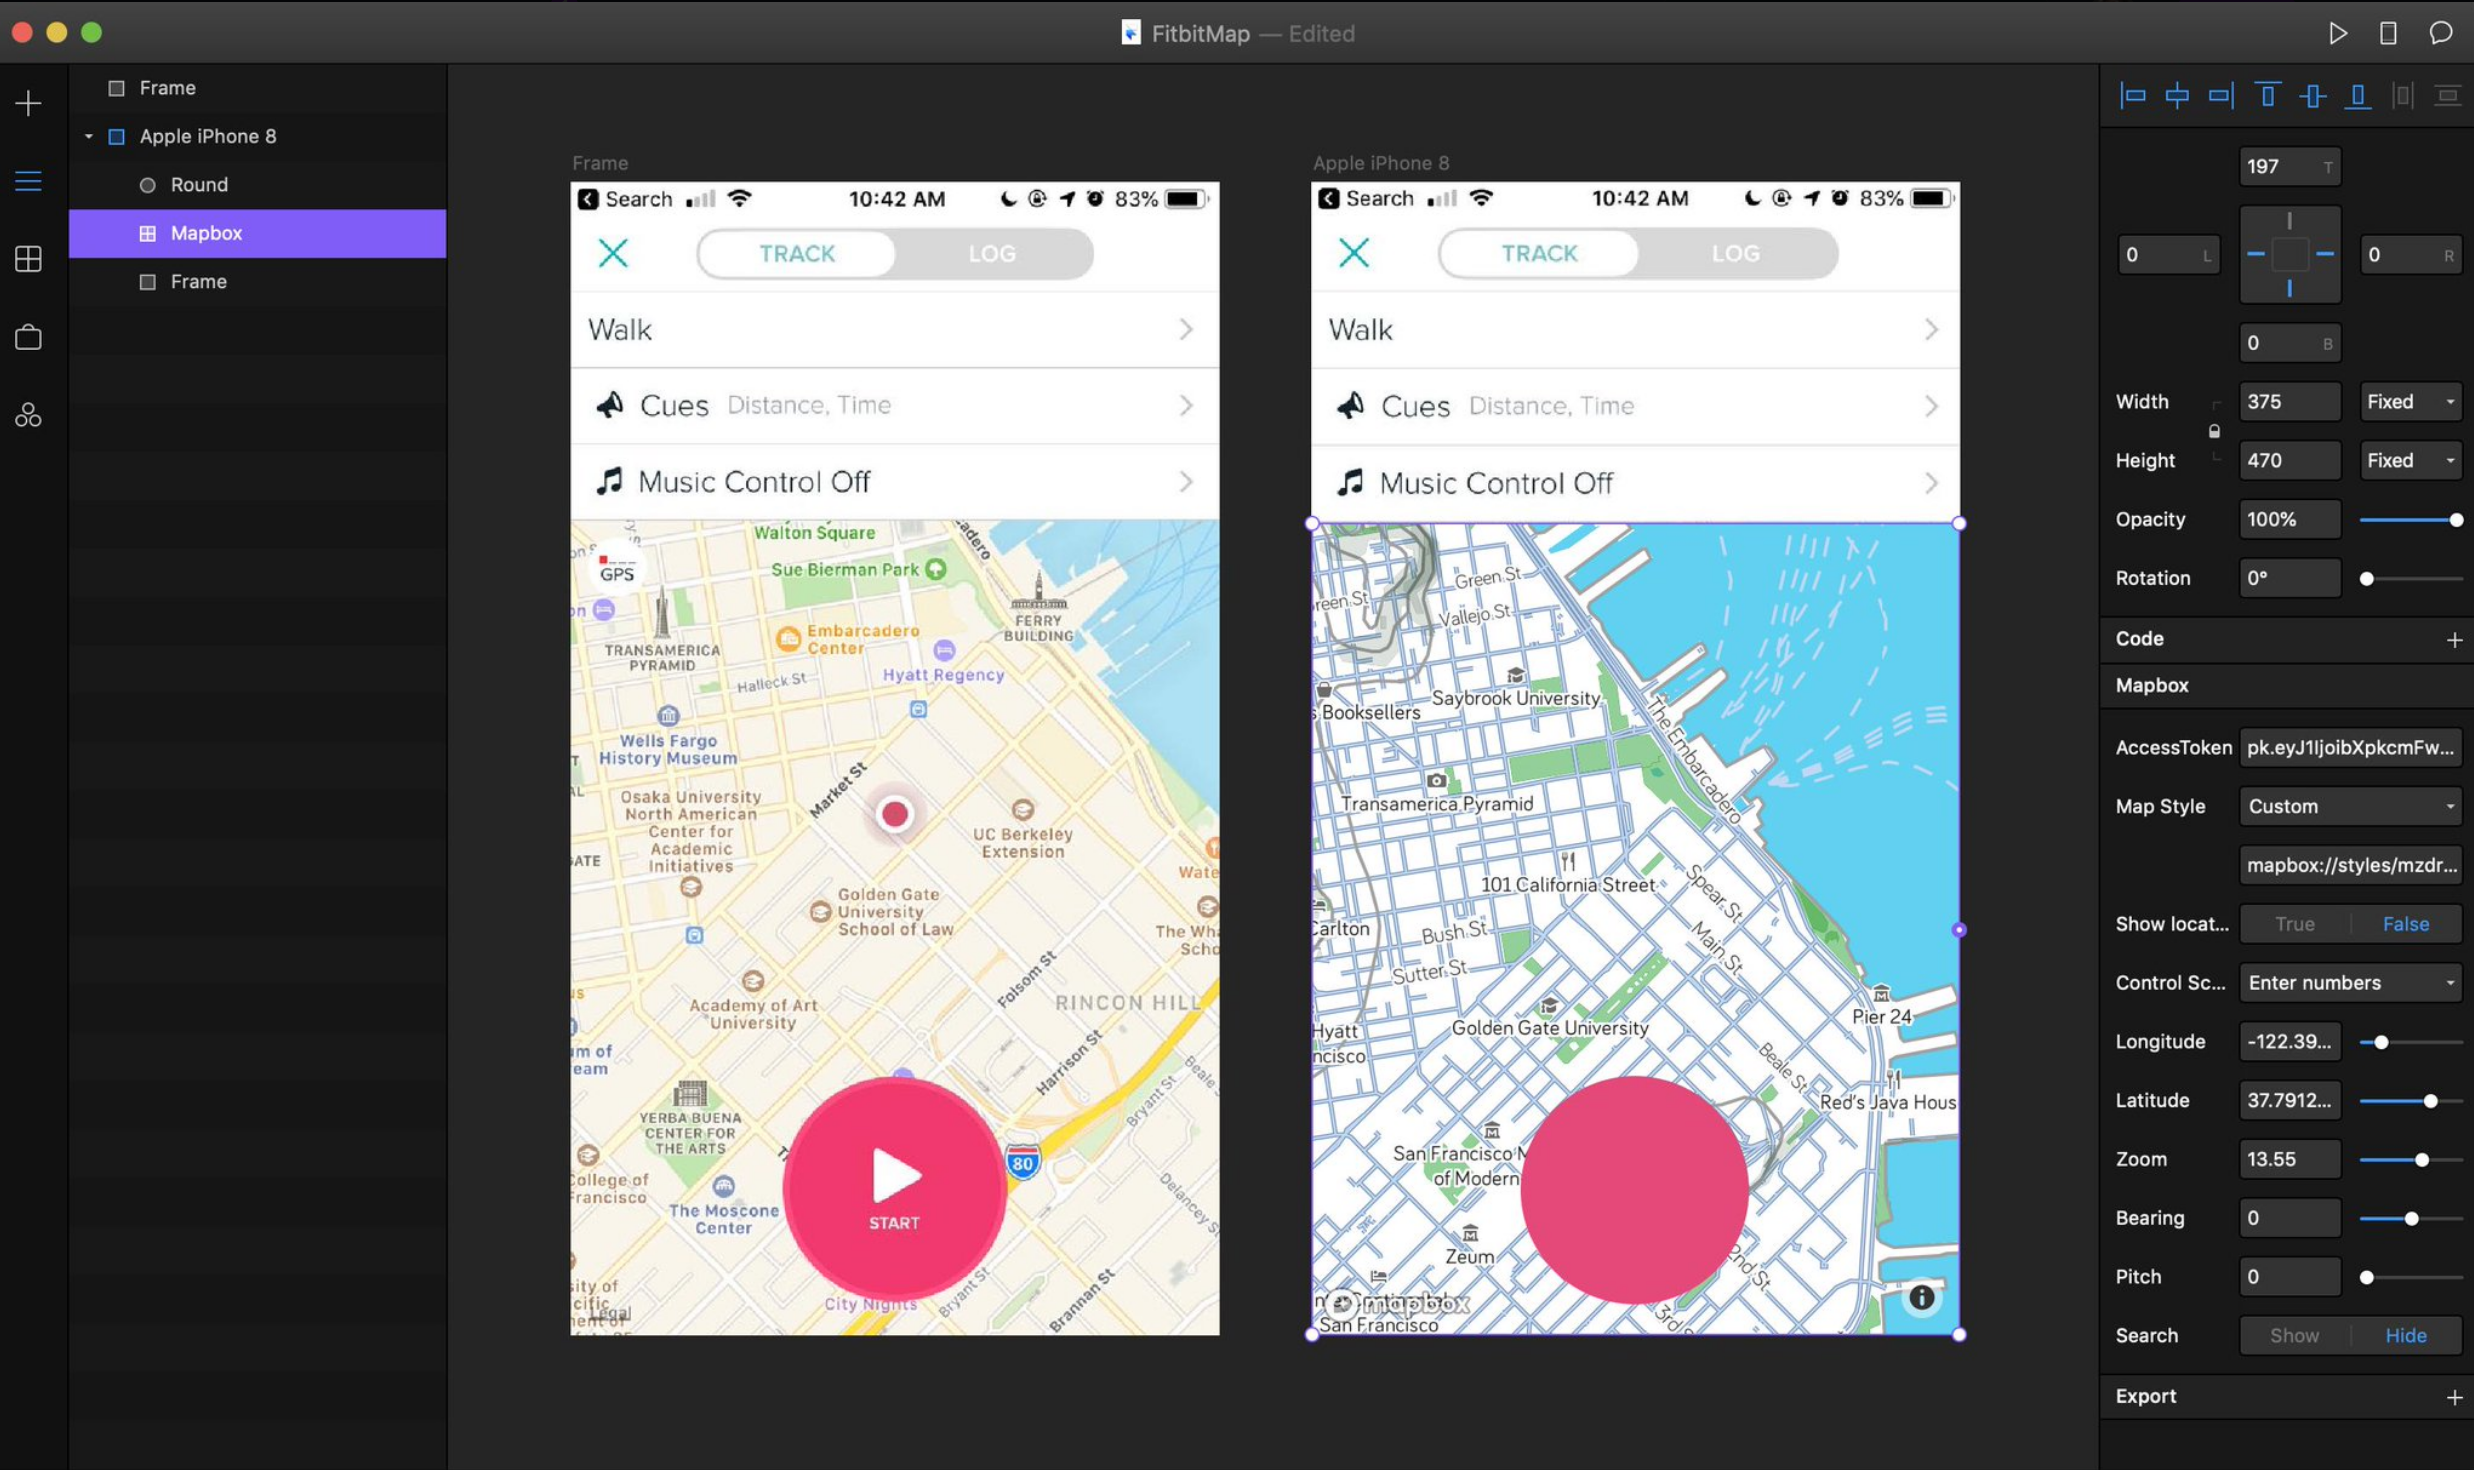 FitbitMap — Edited
Frame
Apple iPhone 8
Round
Mapbox
Frame
Frame
Search
10:42 AM
83%
TRACK
LOG
Walk
Cues Distance, Time
Music Control Off
Walton Square
GPS
Sue Bierman Park
TRANSAMERICA
PYRAMID
Embarcadero
Center
FERRY
BUILDING
Halleck St
Hyatt Regency
Wells Fargo
History Museum
Market St
Osaka University
North American
Center for
Academic
Initiatives
UC Berkeley
Extension
Golden Gate
University
School of Law
Folsom St
Academy of Art
University
RINCON HILL
Harrison St
YERBA BUENA
CENTER FOR
THE ARTS
Bryant St
80
The Moscone
Center
START
City Nights
Bryant St
Brannan St
Legal
Apple iPhone 8
Search
10:42 AM
83%
TRACK
LOG
Walk
Cues Distance, Time
Music Control Off
Green St
Vallejo St
Saybrook University
Booksellers
The Embarcadero
Transamerica Pyramid
101 California Street
Spear St
Bush St
Main St
Sutter St
Golden Gate University
Pier 24
Hyatt
Beale St
Red's Java Hous
San Francisco M
of Modern
Zeum
2nd St
mapbox
San Francisco
197 T
0 L
0 R
0 B
Width 375 Fixed
Height 470 Fixed
Opacity 100%
Rotation 0°
Code
Mapbox
AccessToken pk.eyJ1IjoibXpkcmFw...
Map Style Custom
mapbox://styles/mzdr...
Show locat... True False
Control Sc... Enter numbers
Longitude -122.39...
Latitude 37.7912...
Zoom 13.55
Bearing 0
Pitch 0
Search Show Hide
Export